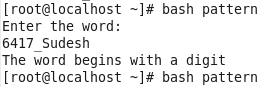 [root@localhost ~]# bash pattern
Enter the word:
6417_Sudesh
The word begins with a digit
[root@localhost ~]# bash pattern